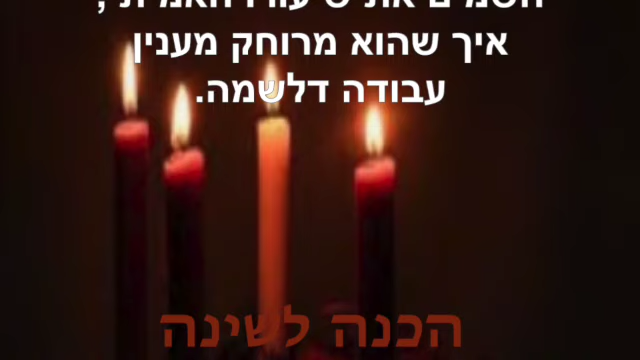 איך שהוא מרוחק מענין
עבודה דלשמה.
הכנה לשינה